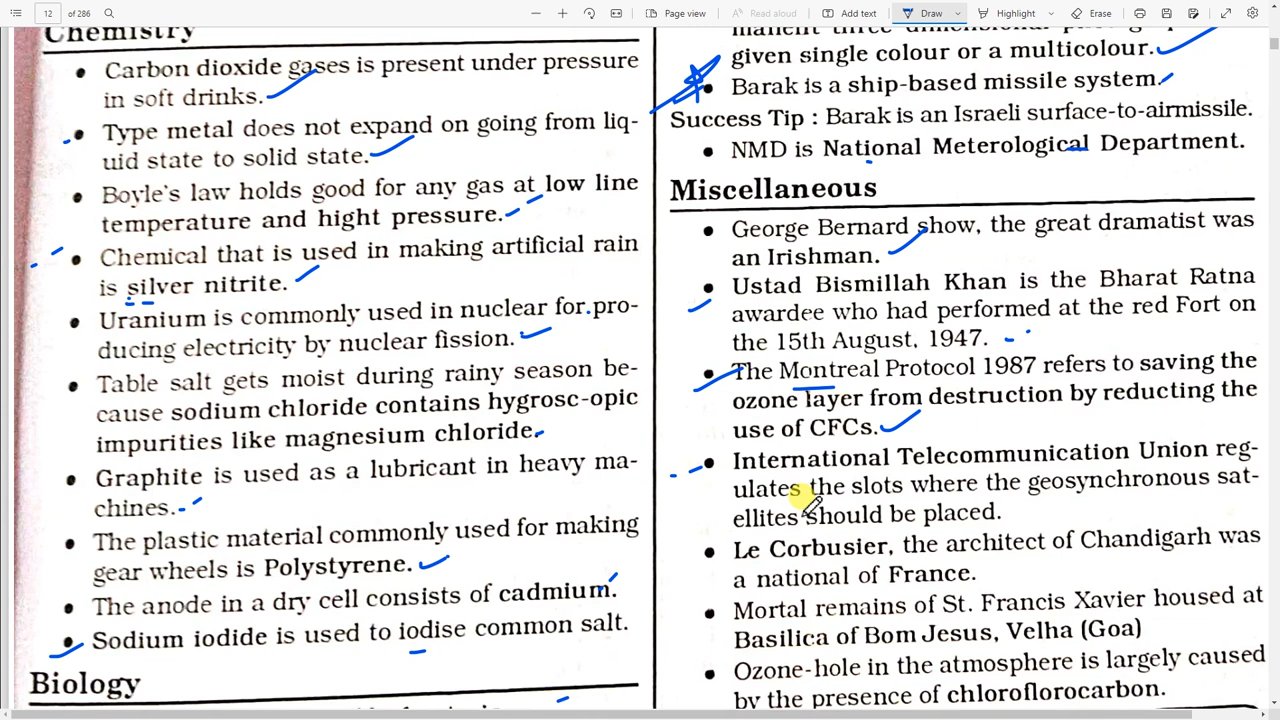 12 of 286
Page view
Read aloud
Add text
Draw
Highlight
Erase
Chemistry
• Carbon dioxide gases is present under pressure
in soft drinks.
• Type metal does not expand on going from liq-
uid state to solid state.
• Boyle's law holds good for any gas at low line
temperature and hight pressure.
• Chemical that is used in making artificial rain
is silver nitrite.
• Uranium is commonly used in nuclear for pro-
ducing electricity by nuclear fission.
• Table salt gets moist during rainy season be-
cause sodium chloride contains hygrosc-opic
impurities like magnesium chloride.
• Graphite is used as a lubricant in heavy ma-
chines.
• The plastic material commonly used for making
gear wheels is Polystyrene.
• The anode in a dry cell consists of cadmium.
• Sodium iodide is used to iodise common salt.
Biology
given single colour or a multicolour.
• Barak is a ship-based missile system.
Success Tip : Barak is an Israeli surface-to-airmissile.
• NMD is National Meterological Department.
Miscellaneous
• George Bernard show, the great dramatist was
an Irishman.
• Ustad Bismillah Khan is the Bharat Ratna
awardee who had performed at the red Fort on
the 15th August, 1947.
• The Montreal Protocol 1987 refers to saving the
ozone layer from destruction by reducting the
use of CFCs.
• International Telecommunication Union reg-
ulates the slots where the geosynchronous sat-
ellites should be placed.
• Le Corbusier, the architect of Chandigarh was
a national of France.
• Mortal remains of St. Francis Xavier housed at
Basilica of Bom Jesus, Velha (Goa)
• Ozone-hole in the atmosphere is largely caused
by the presence of chloroflorocarbon.